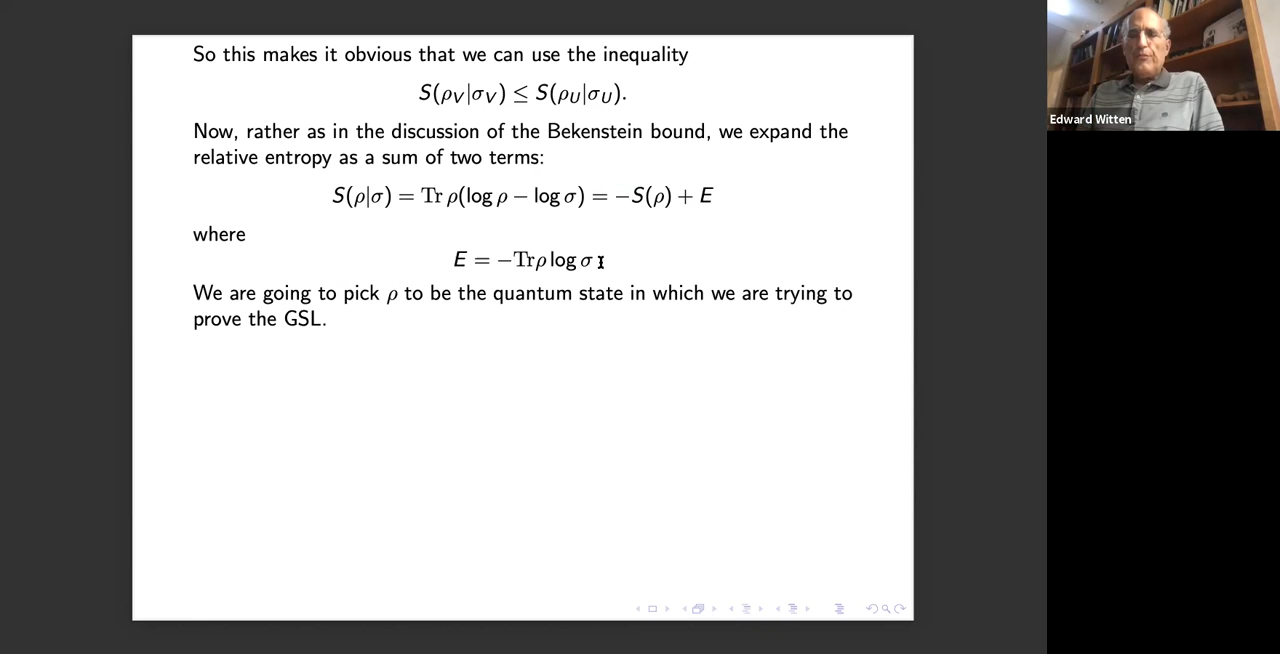 So this makes it obvious that we can use the inequality
S(ρ_V|σ_V) ≤ S(ρ_U|σ_U).
Now, rather as in the discussion of the Bekenstein bound, we expand the
relative entropy as a sum of two terms:
S(ρ|σ) = Tr ρ(log ρ − log σ) = −S(ρ) + E
where
E = −Trρ log σ
We are going to pick ρ to be the quantum state in which we are trying to
prove the GSL.
Edward Witten